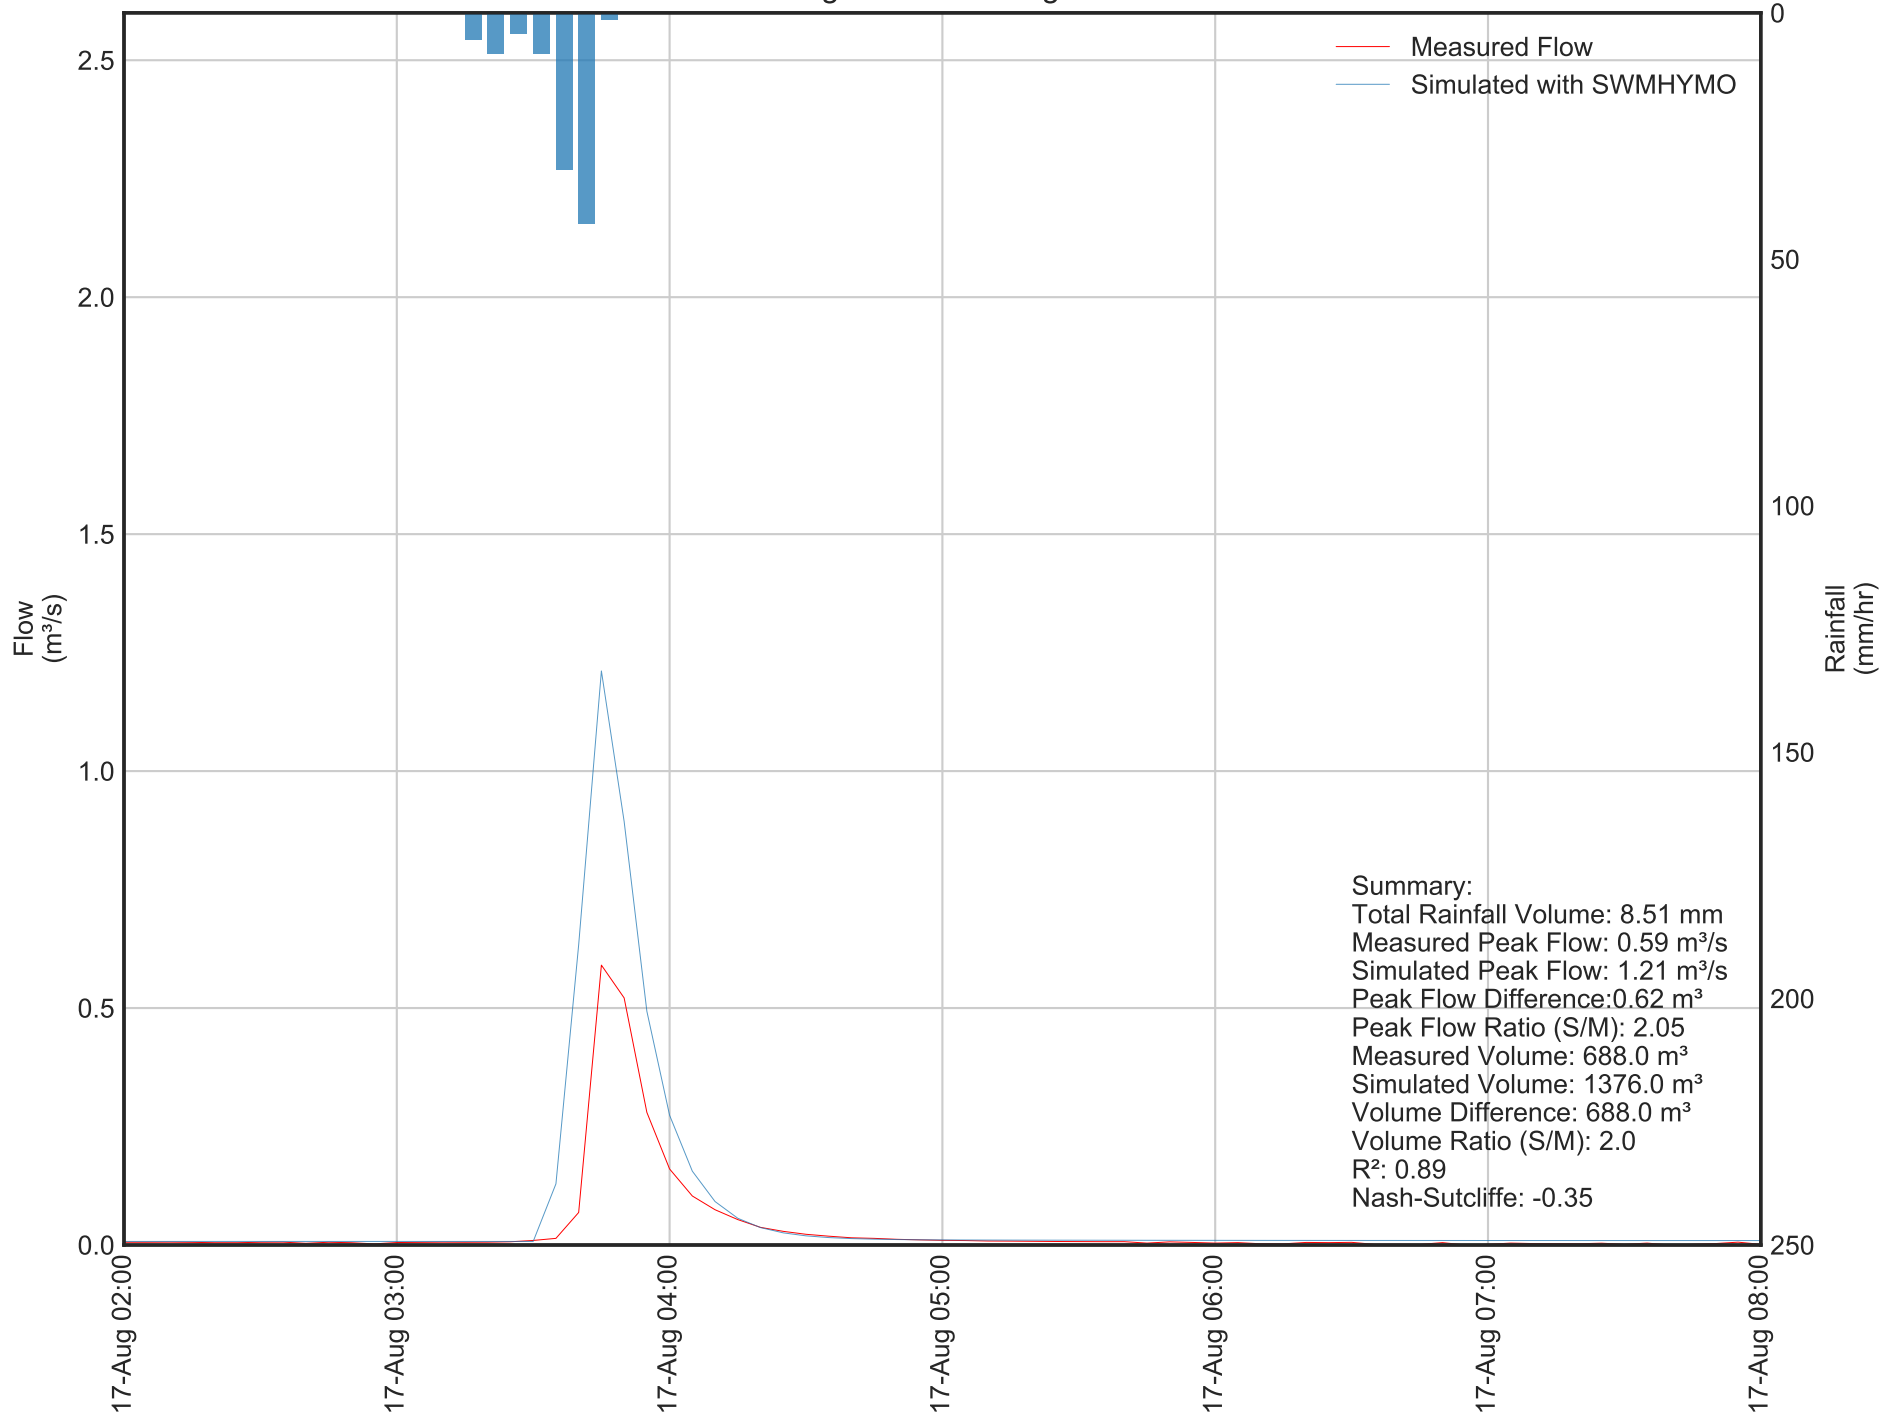 0
2.5
Measured Flow
Simulated with SWMHYMO
50
2.0
100
1.5
Flow
(m³/s)
Rainfall
(mm/hr)
1.0
150
Summary:
Total Rainfall Volume: 8.51 mm
Measured Peak Flow: 0.59 m³/s
Simulated Peak Flow: 1.21 m³/s
Peak Flow Difference:0.62 m³
Peak Flow Ratio (S/M): 2.05
Measured Volume: 688.0 m³
Simulated Volume: 1376.0 m³
Volume Difference: 688.0 m³
Volume Ratio (S/M): 2.0
R²: 0.89
Nash-Sutcliffe: -0.35
0.5
200
0.0
250
17-Aug 02:00
17-Aug 03:00
17-Aug 04:00
17-Aug 05:00
17-Aug 06:00
17-Aug 07:00
17-Aug 08:00